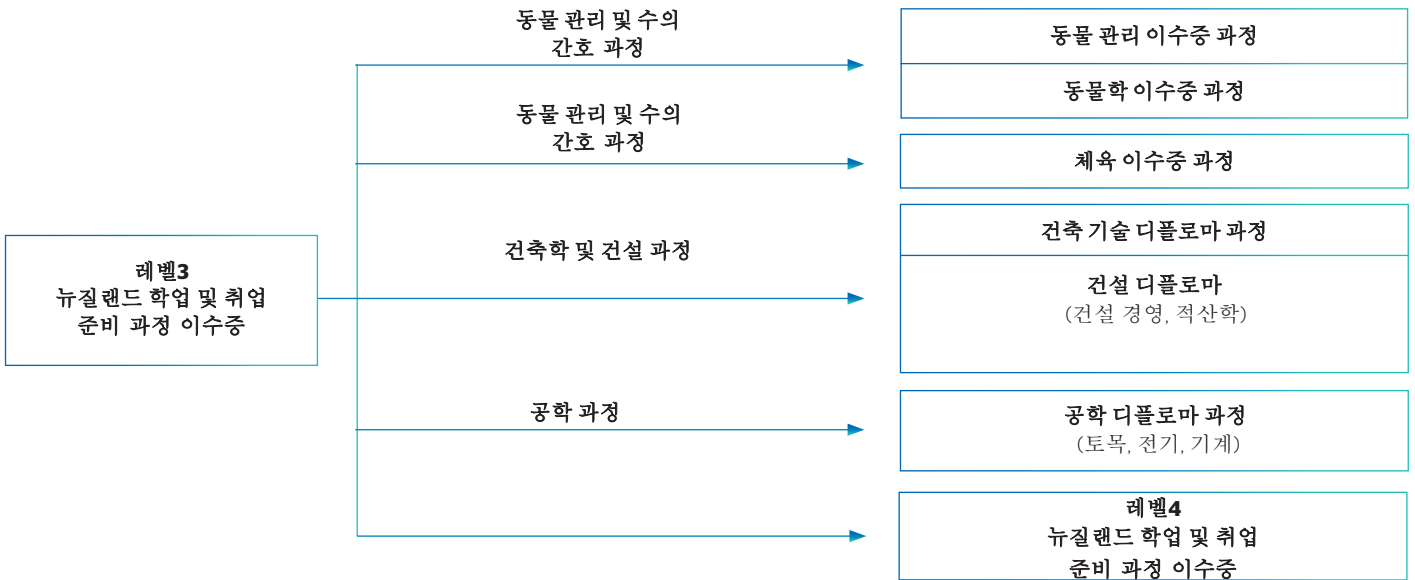 동물 관리 및 수의
간호 과정
동물 관리 이수증 과정
동물학 이수증 과정
동물 관리 및 수의
간호 과정
체육 이수증 과정
건축학 및 건설 과정
건축 기술 디플로마 과정
건설 디플로마
(건설 경영, 적산학)
레벨3
뉴질랜드 학업 및 취업
준비 과정 이수증
공학 과정
공학 디플로마 과정
(토목, 전기, 기계)
레벨4
뉴질랜드 학업 및 취업
준비 과정 이수증